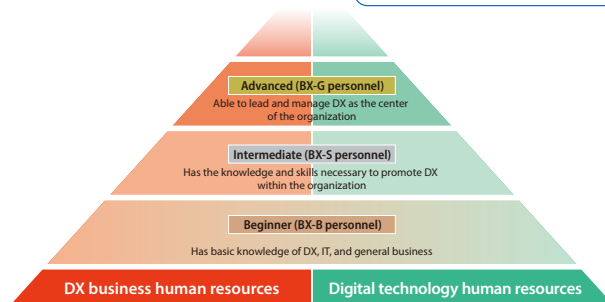 Advanced (BX-G personnel)
Able to lead and manage DX as the center
of the organization
Intermediate (BX-S personnel)
Has the knowledge and skills necessary to promote DX
within the organization
Beginner (BX-B personnel)
Has basic knowledge of DX, IT, and general business
DX business human resources
Digital technology human resources